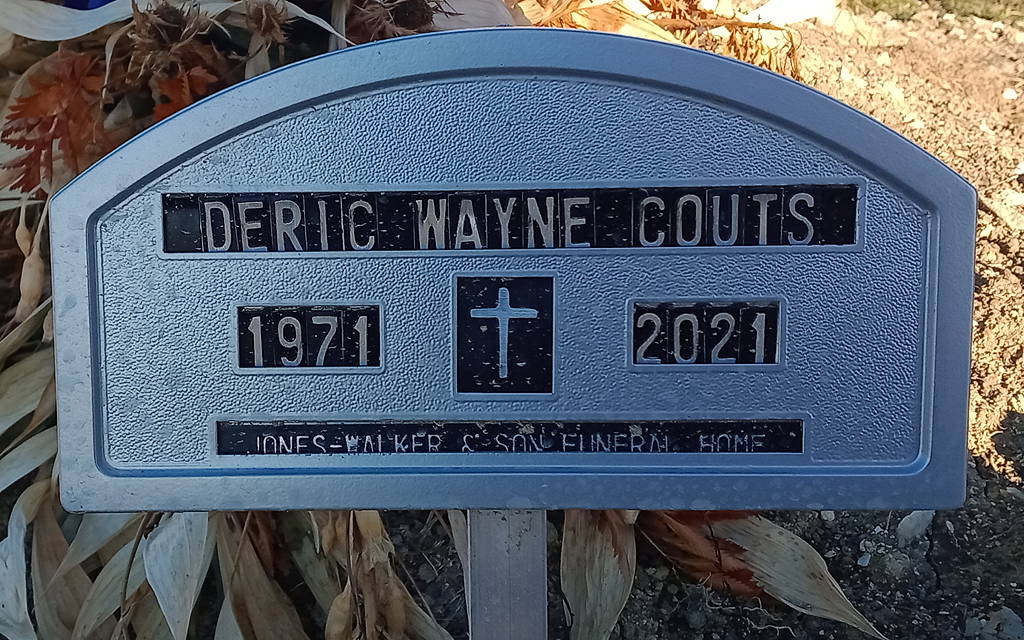 DERIC WAYNE COUTS
1971 2021
JONES-WALKER & SON FUNERAL HOME